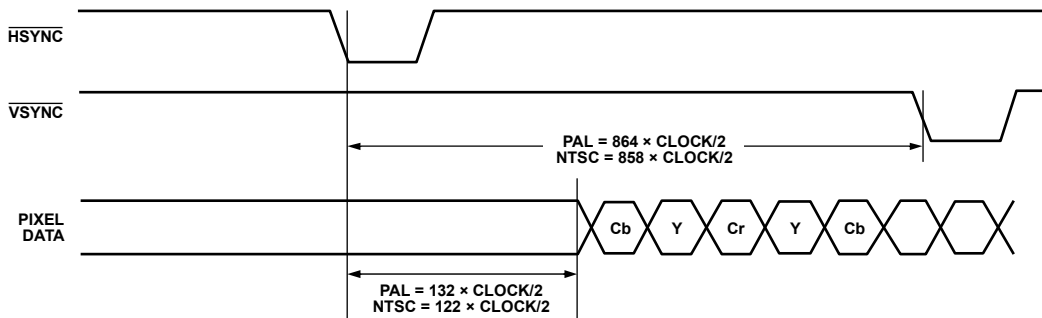 HSYNC
VSYNC
PAL = 864 × CLOCK/2
NTSC = 858 × CLOCK/2
PIXEL
DATA
Cb Y Cr Y Cb
PAL = 132 × CLOCK/2
NTSC = 122 × CLOCK/2